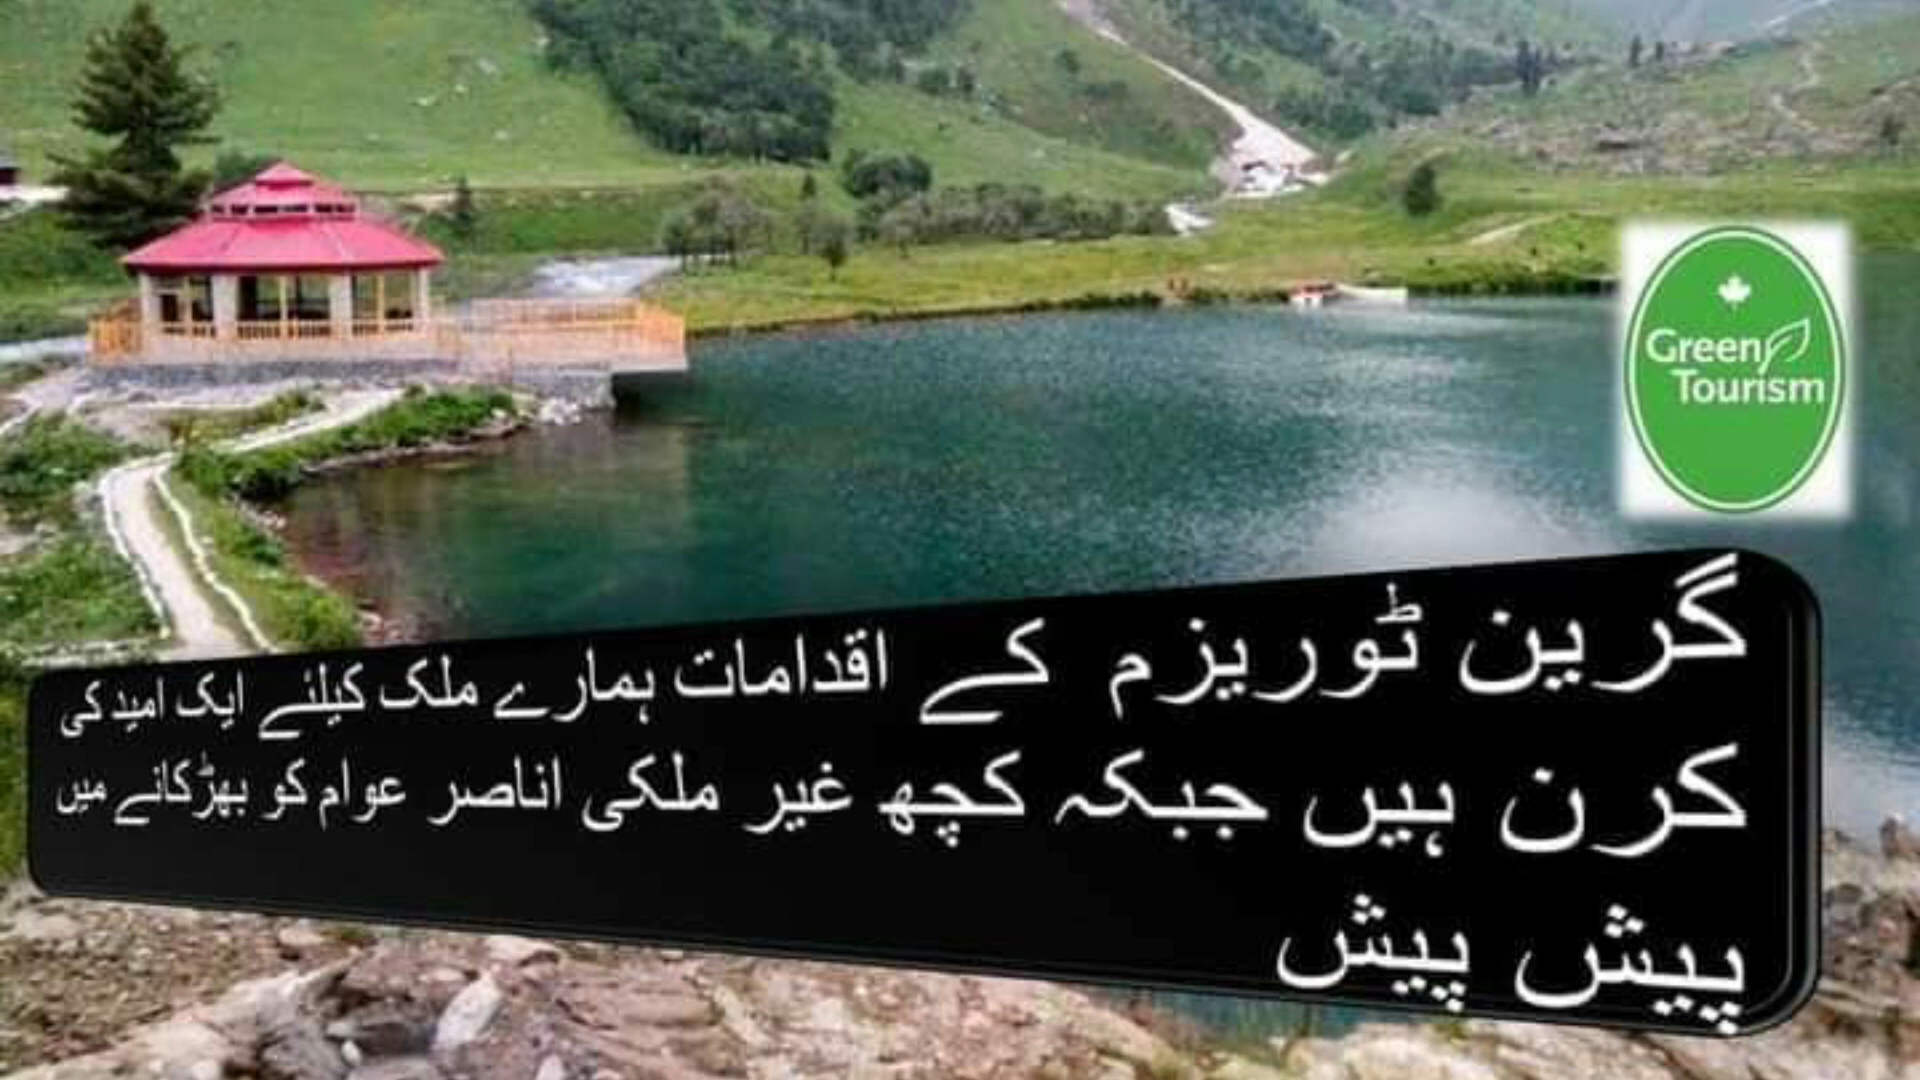 Green
Tourism
گرین ٹوریزم کے اقدامات ہمارے ملک کیلئے ایک امید کی
کرن ہیں جبکہ کچھ غیر ملکی اناصر عوام کو بھڑکانے میں
پیش پیش